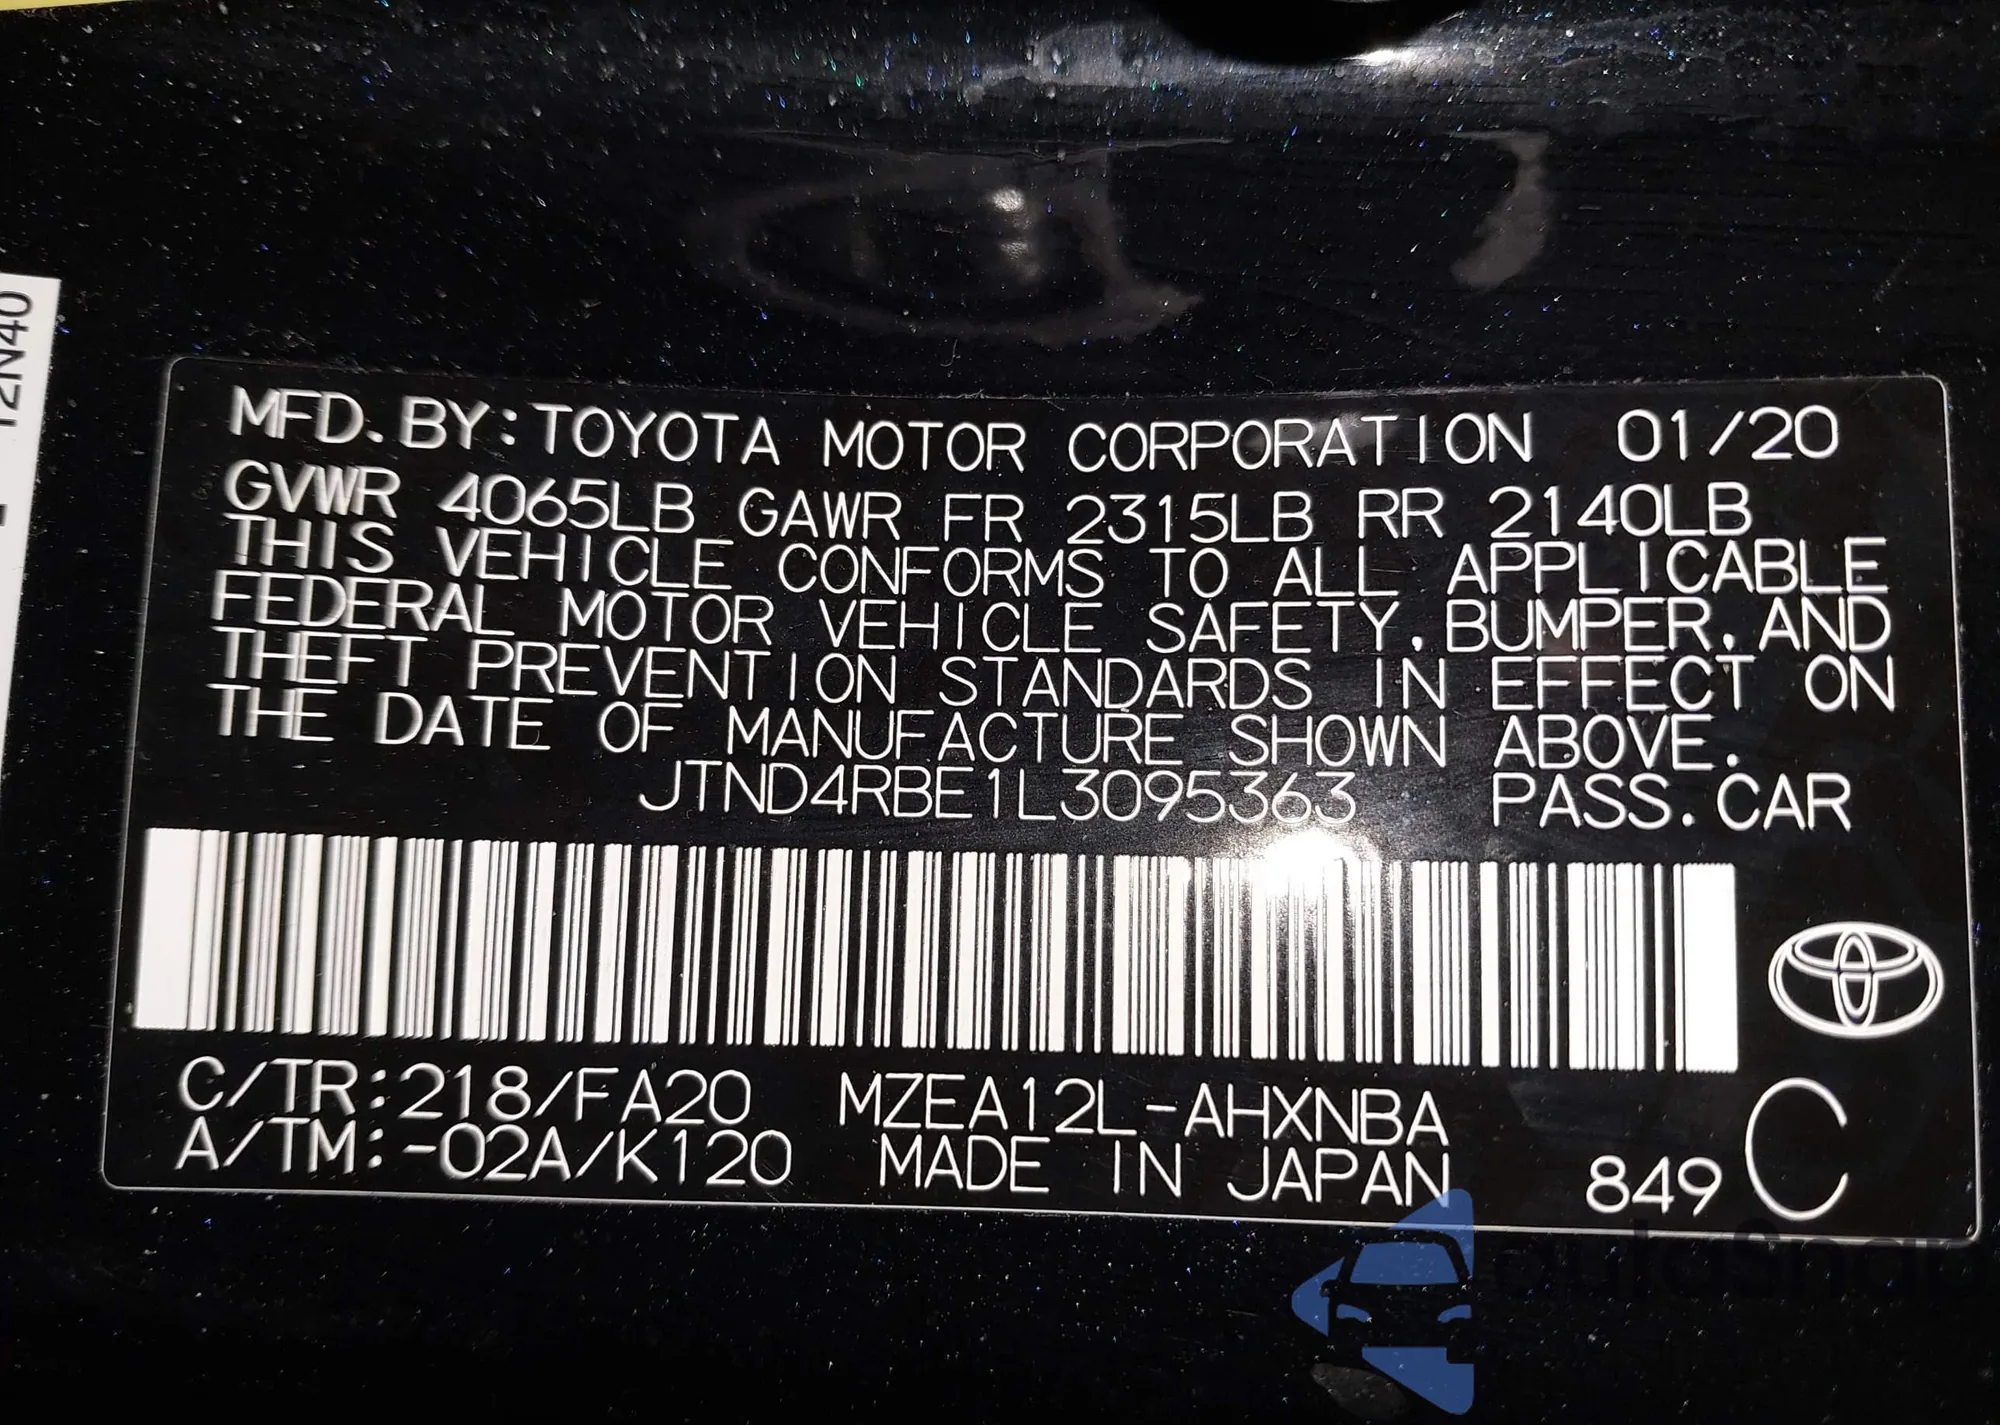 12N40
MFD. BY: TOYOTA MOTOR CORPORATION 01/20
GVWR 4065LB GAWR FR 2315LB RR 2140LB
THIS VEHICLE CONFORMS TO ALL APPLICABLE
FEDERAL MOTOR VEHICLE SAFETY, BUMPER, AND
THEFT PREVENTION STANDARDS IN EFFECT ON
THE DATE OF MANUFACTURE SHOWN ABOVE.
JTND4RBE1L3095363 PASS. CAR
C/TR:218/FA20 MZEA12L-AHXNBA C
A/TM:-02A/K120 MADE IN JAPAN 849